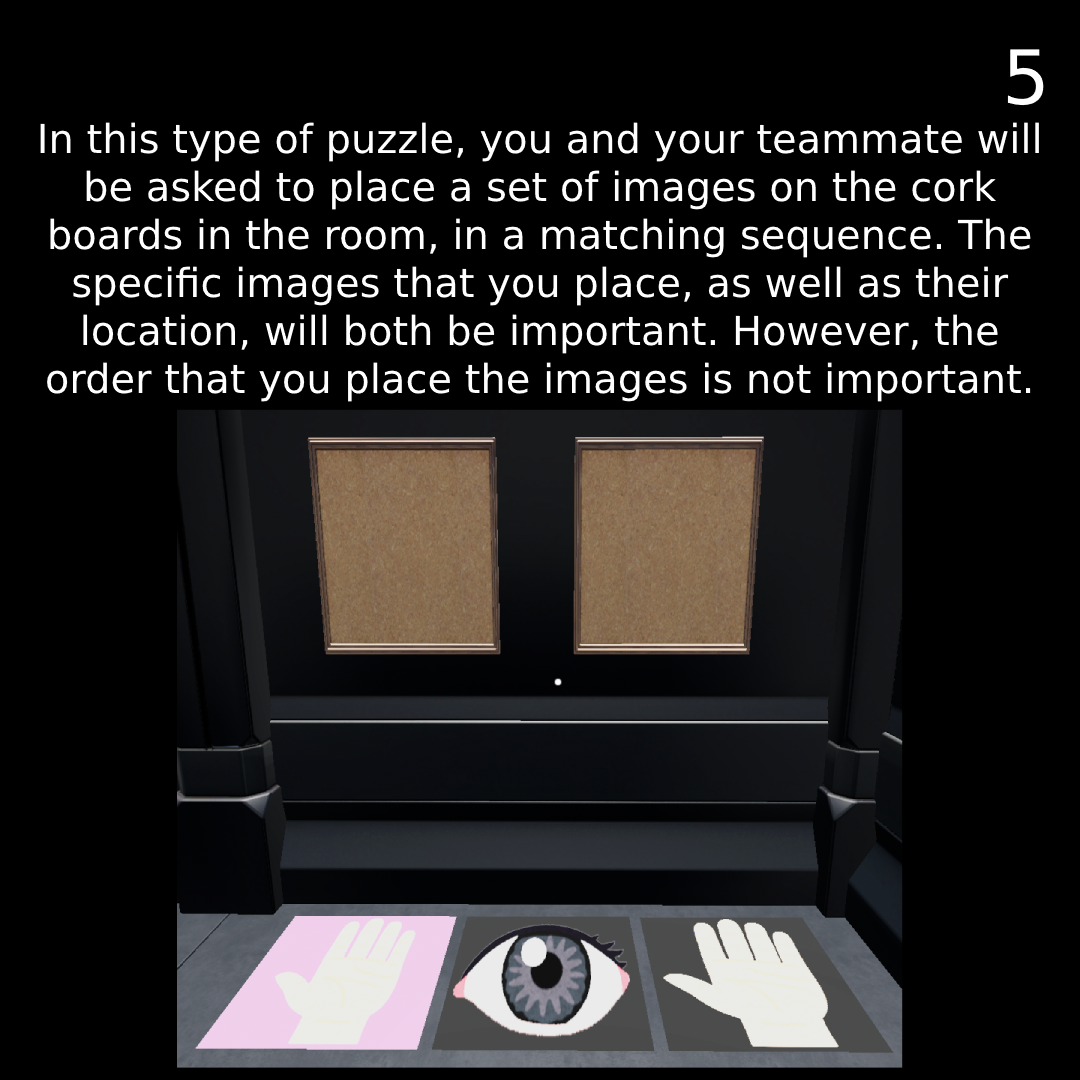 5
In this type of puzzle, you and your teammate will
be asked to place a set of images on the cork
boards in the room, in a matching sequence. The
specific images that you place, as well as their
location, will both be important. However, the
order that you place the images is not important.